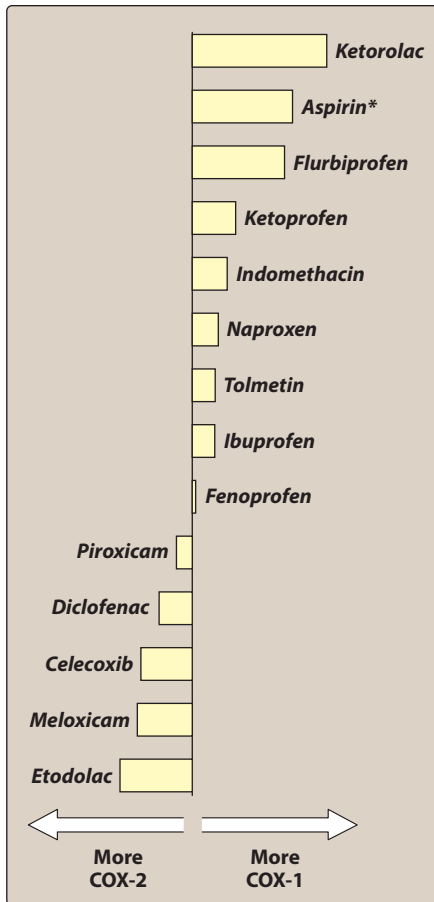 Ketorolac
Aspirin*
Flurbiprofen
Ketoprofen
Indomethacin
Naproxen
Tolmetin
Ibuprofen
Fenoprofen
Piroxicam
Diclofenac
Celecoxib
Meloxicam
Etodolac
More
COX-2
More
COX-1